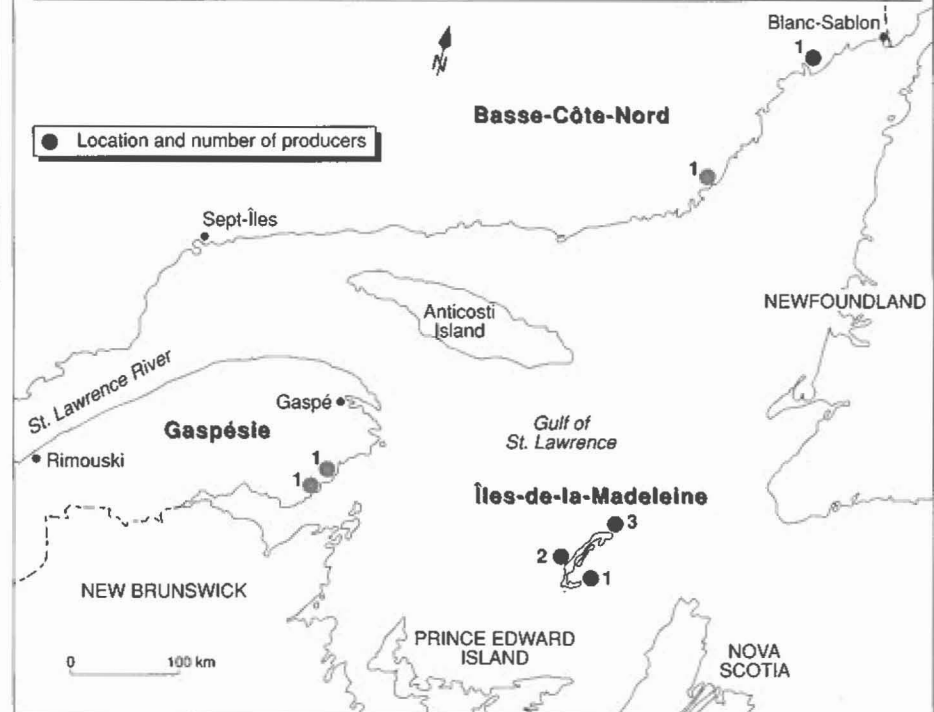 Blanc-Sablon
1
N
Basse-Côte-Nord
Location and number of producers
1
Sept-Îles
NEWFOUNDLAND
Anticosti
Island
St. Lawrence River
Gaspé
Gulf of
St. Lawrence
Gaspésie
Rimouski
1
1
Îles-de-la-Madeleine
3
2
1
NEW BRUNSWICK
PRINCE EDWARD
ISLAND
NOVA
SCOTIA
0 100 km